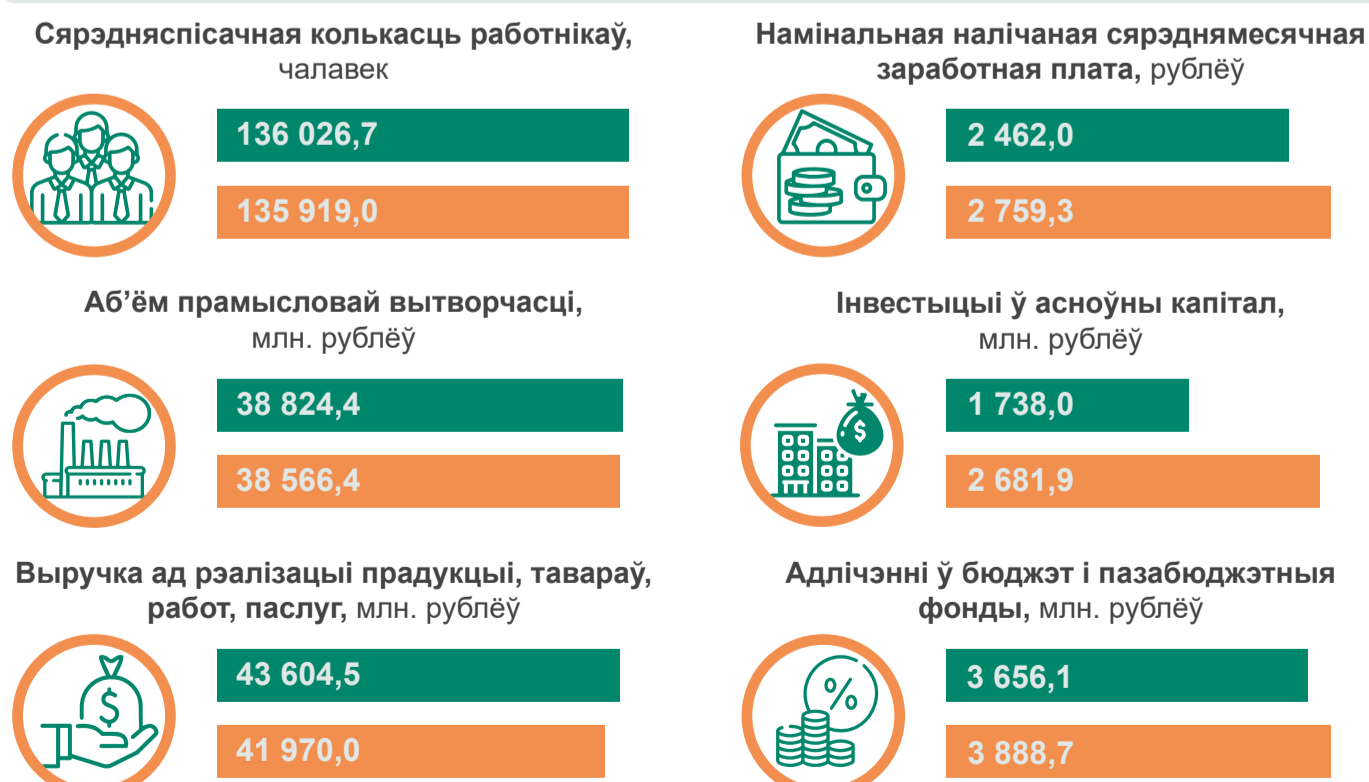 Сярэдняспісачная колькасць работнікаў,
чалавек
136 026,7
135 919,0
Намінальная налічаная сярэднямесячная
заработная плата, рублёў
2 462,0
2 759,3
Аб’ём прамысловай вытворчасці,
млн. рублёў
38 824,4
38 566,4
Інвестыцыі ў асноўны капітал,
млн. рублёў
$
1 738,0
2 681,9
Выручка ад рэалізацыі прадукцыі, тавараў,
работ, паслуг, млн. рублёў
$
43 604,5
41 970,0
Адлічэнні ў бюджэт і пазабюджэтныя
фонды, млн. рублёў
%
3 656,1
3 888,7